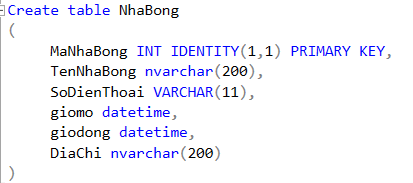 Create table NhaBong
(
MaNhaBong INT IDENTITY(1,1) PRIMARY KEY,
TenNhaBong nvarchar(200),
SoDienThoai VARCHAR(11),
giomo datetime,
giodong datetime,
DiaChi nvarchar(200)
)